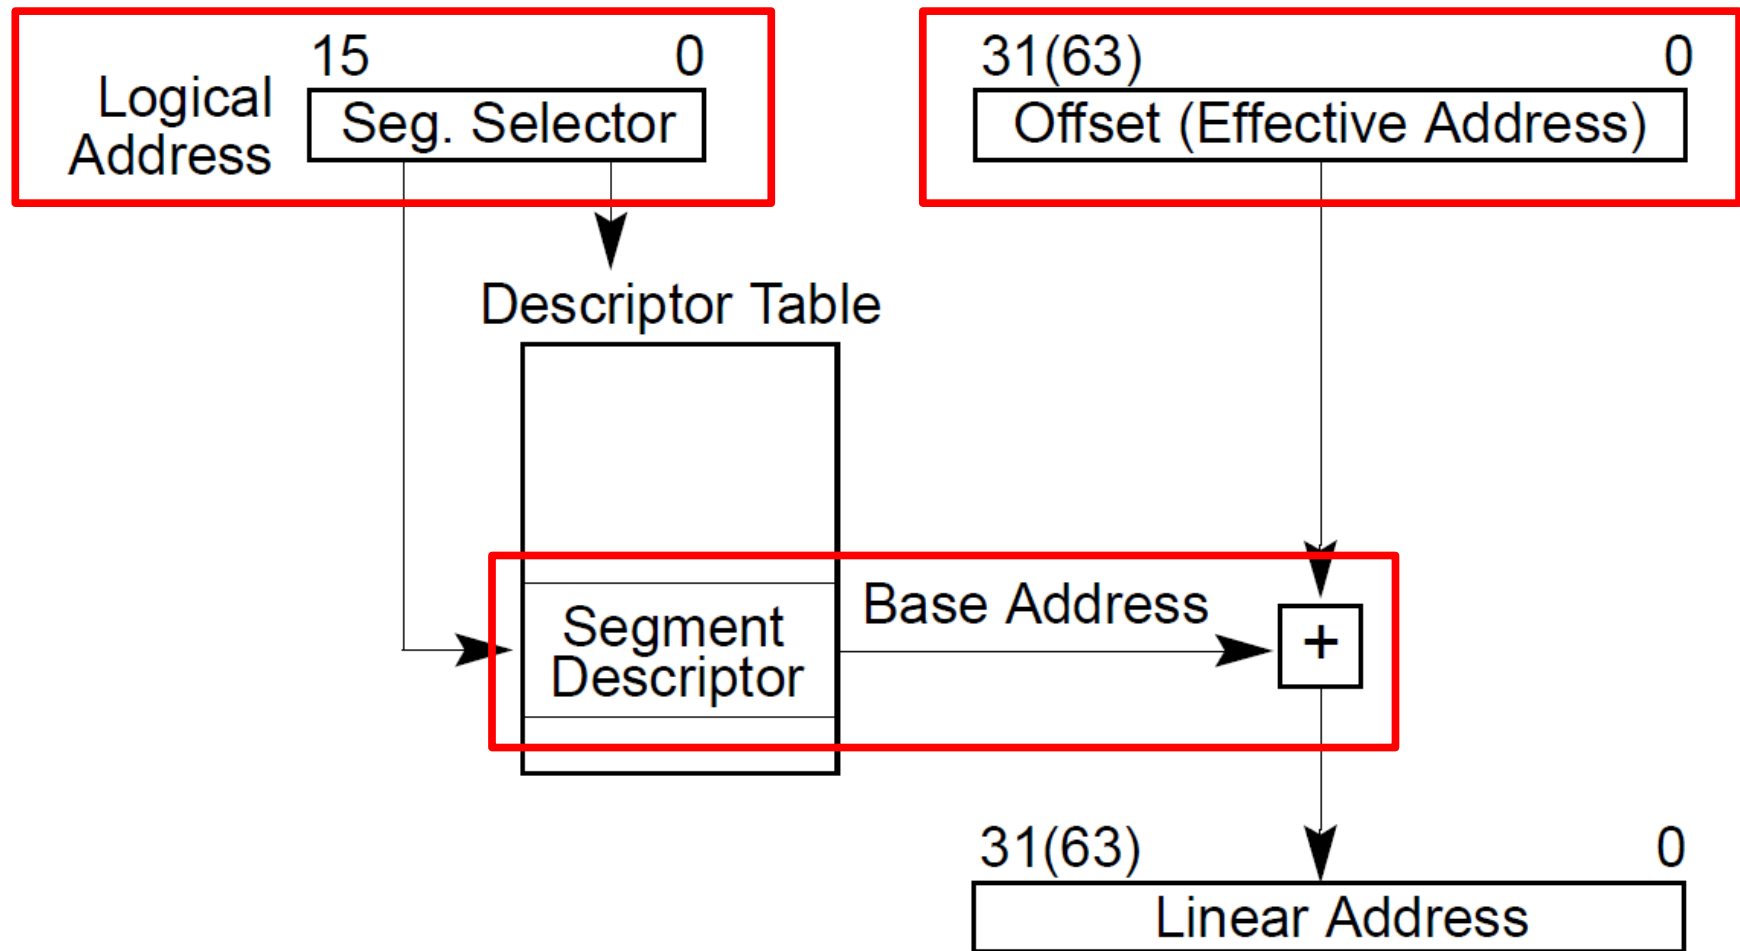 15 0
Logical
Address
Seg. Selector
31(63) 0
Offset (Effective Address)
Descriptor Table
Segment
Descriptor
Base Address
+
31(63) 0
Linear Address